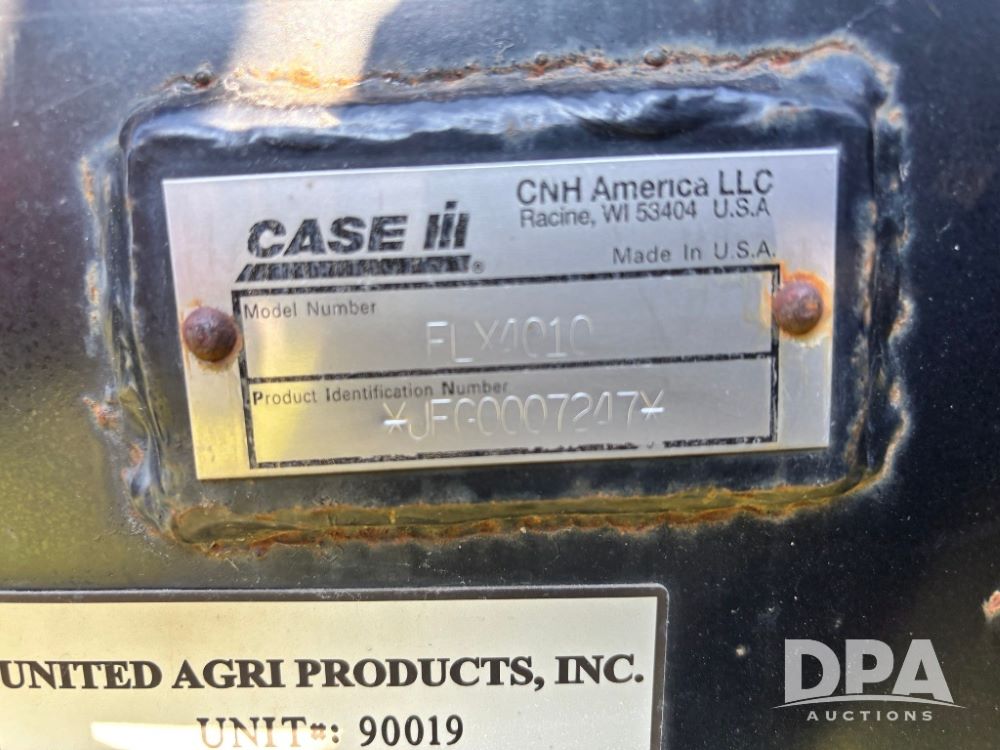 CASE III®
CNH America LLC
Racine, WI 53404 U.S.A
Made In U.S.A.
Model Number
FLX4010
Product Identification Number
*JFG0007247*
UNITED AGRI PRODUCTS, INC.
UNIT#: 90019
DPA
AUCTIONS